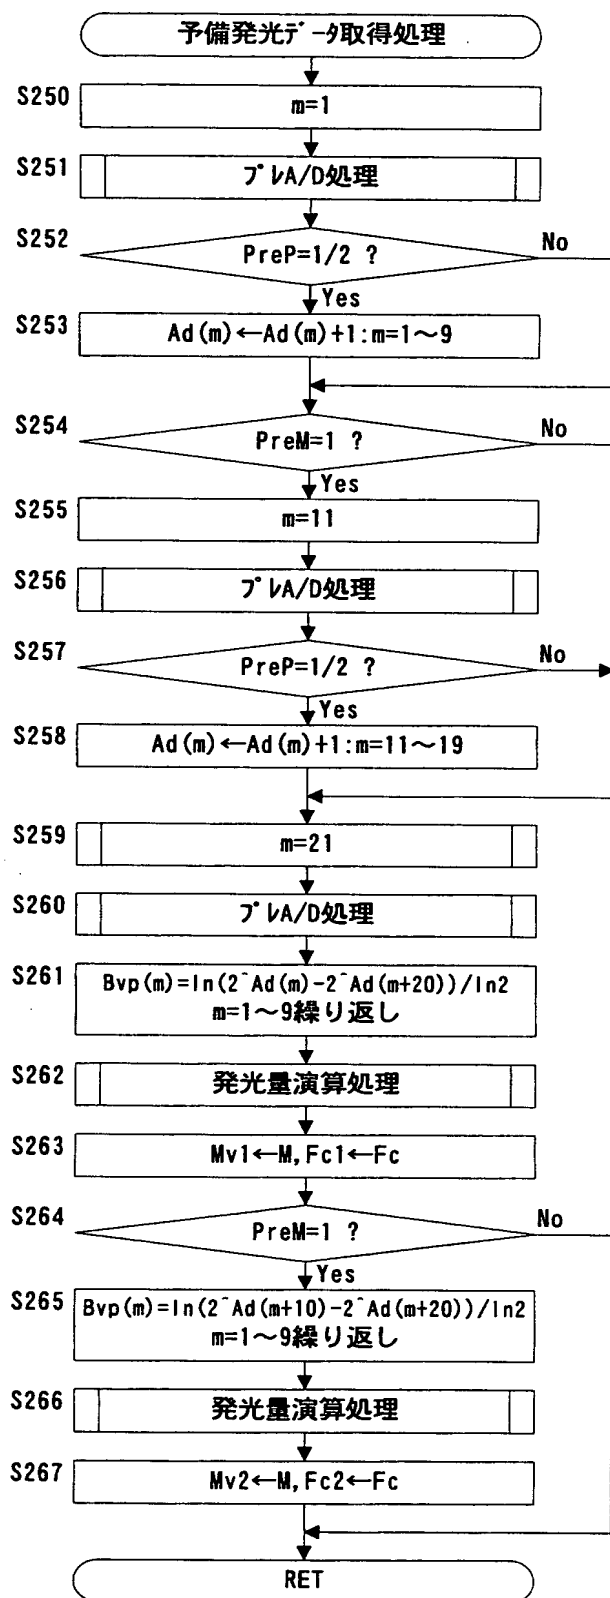 予備発光データ取得処理
S250
m=1
S251
プレA/D処理
S252
PreP=1/2 ?
No
Yes
S253
Ad(m)←Ad(m)+1:m=1～9
S254
PreM=1 ?
No
Yes
S255
m=11
S256
プレA/D処理
S257
PreP=1/2 ?
No
Yes
S258
Ad(m)←Ad(m)+1:m=11～19
S259
m=21
S260
プレA/D処理
S261
Bvp(m)=ln(2^Ad(m)-2^Ad(m+20))/ln2
m=1～9繰り返し
S262
発光量演算処理
S263
Mv1←M,Fc1←Fc
S264
PreM=1 ?
No
Yes
S265
Bvp(m)=ln(2^Ad(m+10)-2^Ad(m+20))/ln2
m=1～9繰り返し
S266
発光量演算処理
S267
Mv2←M,Fc2←Fc
RET